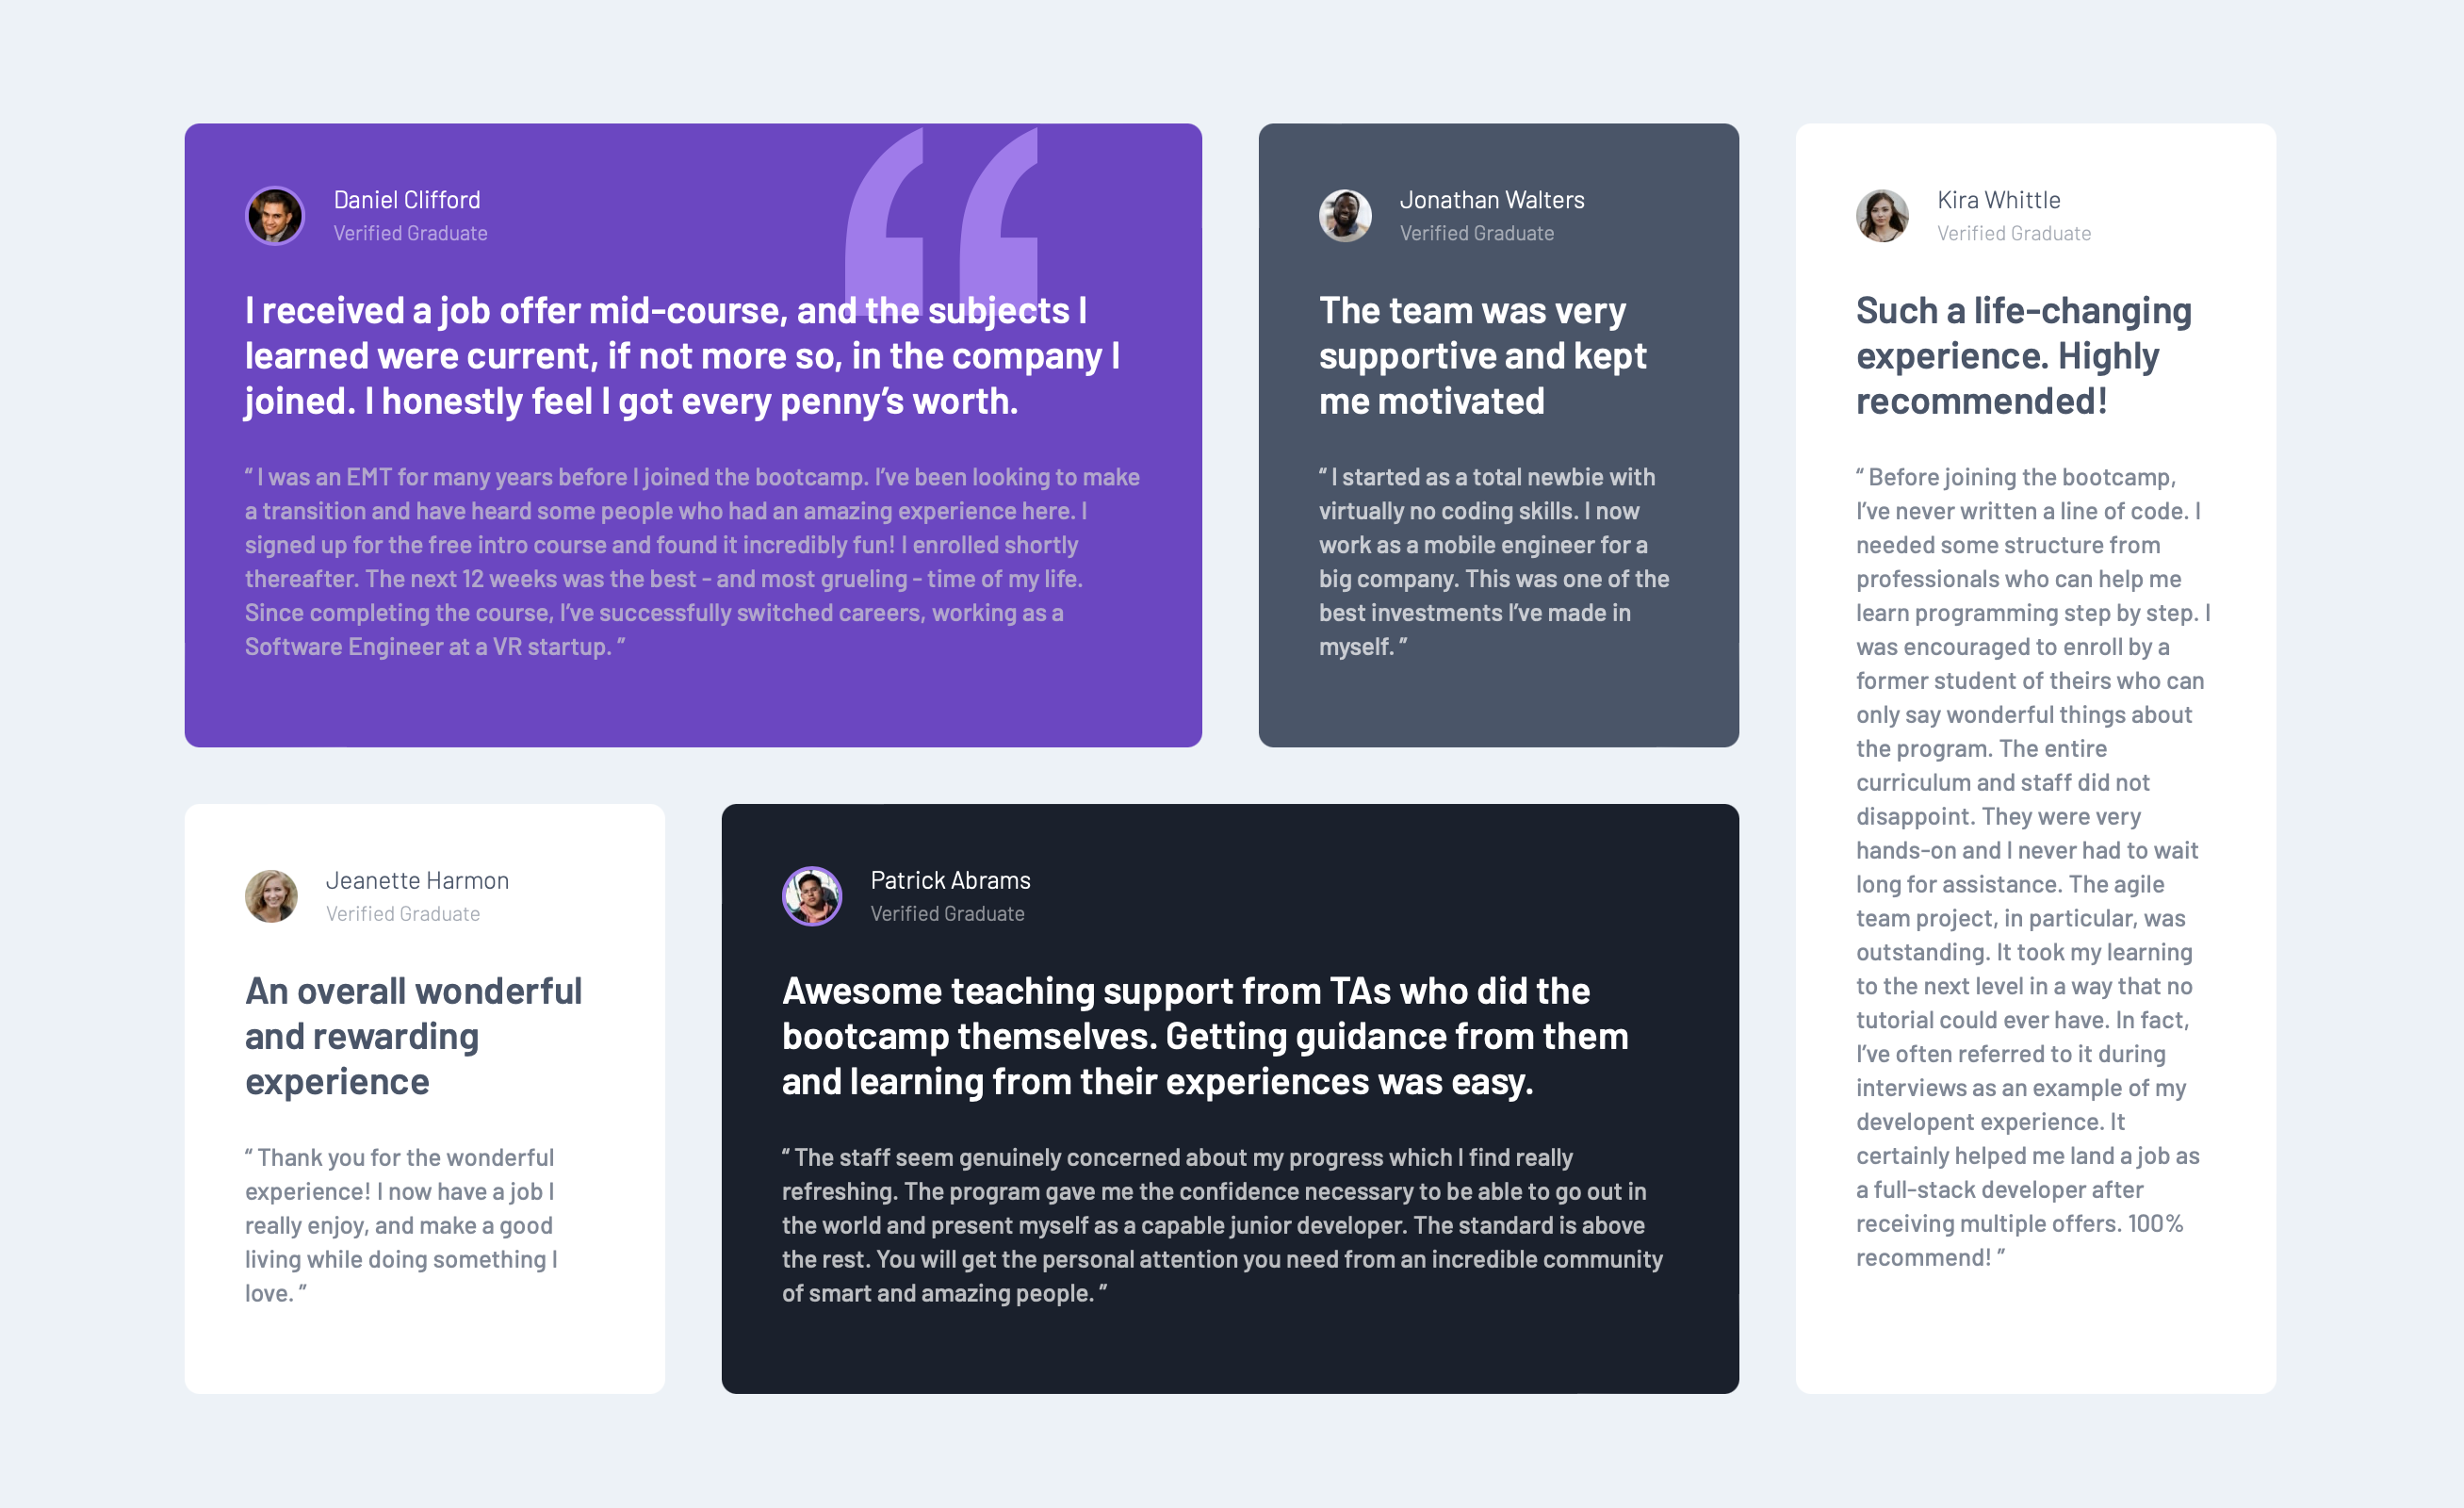 Daniel Clifford
Verified Graduate
I received a job offer mid-course, and the subjects I
learned were current, if not more so, in the company I
joined. I honestly feel I got every penny’s worth.
“ I was an EMT for many years before I joined the bootcamp. I’ve been looking to make
a transition and have heard some people who had an amazing experience here. I
signed up for the free intro course and found it incredibly fun! I enrolled shortly
thereafter. The next 12 weeks was the best - and most grueling - time of my life.
Since completing the course, I’ve successfully switched careers, working as a
Software Engineer at a VR startup. ”
Jonathan Walters
Verified Graduate
The team was very
supportive and kept
me motivated
“ I started as a total newbie with
virtually no coding skills. I now
work as a mobile engineer for a
big company. This was one of the
best investments I’ve made in
myself. ”
Kira Whittle
Verified Graduate
Such a life-changing
experience. Highly
recommended!
“ Before joining the bootcamp,
I’ve never written a line of code. I
needed some structure from
professionals who can help me
learn programming step by step. I
was encouraged to enroll by a
former student of theirs who can
only say wonderful things about
the program. The entire
curriculum and staff did not
disappoint. They were very
hands-on and I never had to wait
long for assistance. The agile
team project, in particular, was
outstanding. It took my learning
to the next level in a way that no
tutorial could ever have. In fact,
I’ve often referred to it during
interviews as an example of my
developent experience. It
certainly helped me land a job as
a full-stack developer after
receiving multiple offers. 100%
recommend! ”
Jeanette Harmon
Verified Graduate
An overall wonderful
and rewarding
experience
“ Thank you for the wonderful
experience! I now have a job I
really enjoy, and make a good
living while doing something I
love. ”
Patrick Abrams
Verified Graduate
Awesome teaching support from TAs who did the
bootcamp themselves. Getting guidance from them
and learning from their experiences was easy.
“ The staff seem genuinely concerned about my progress which I find really
refreshing. The program gave me the confidence necessary to be able to go out in
the world and present myself as a capable junior developer. The standard is above
the rest. You will get the personal attention you need from an incredible community
of smart and amazing people. ”